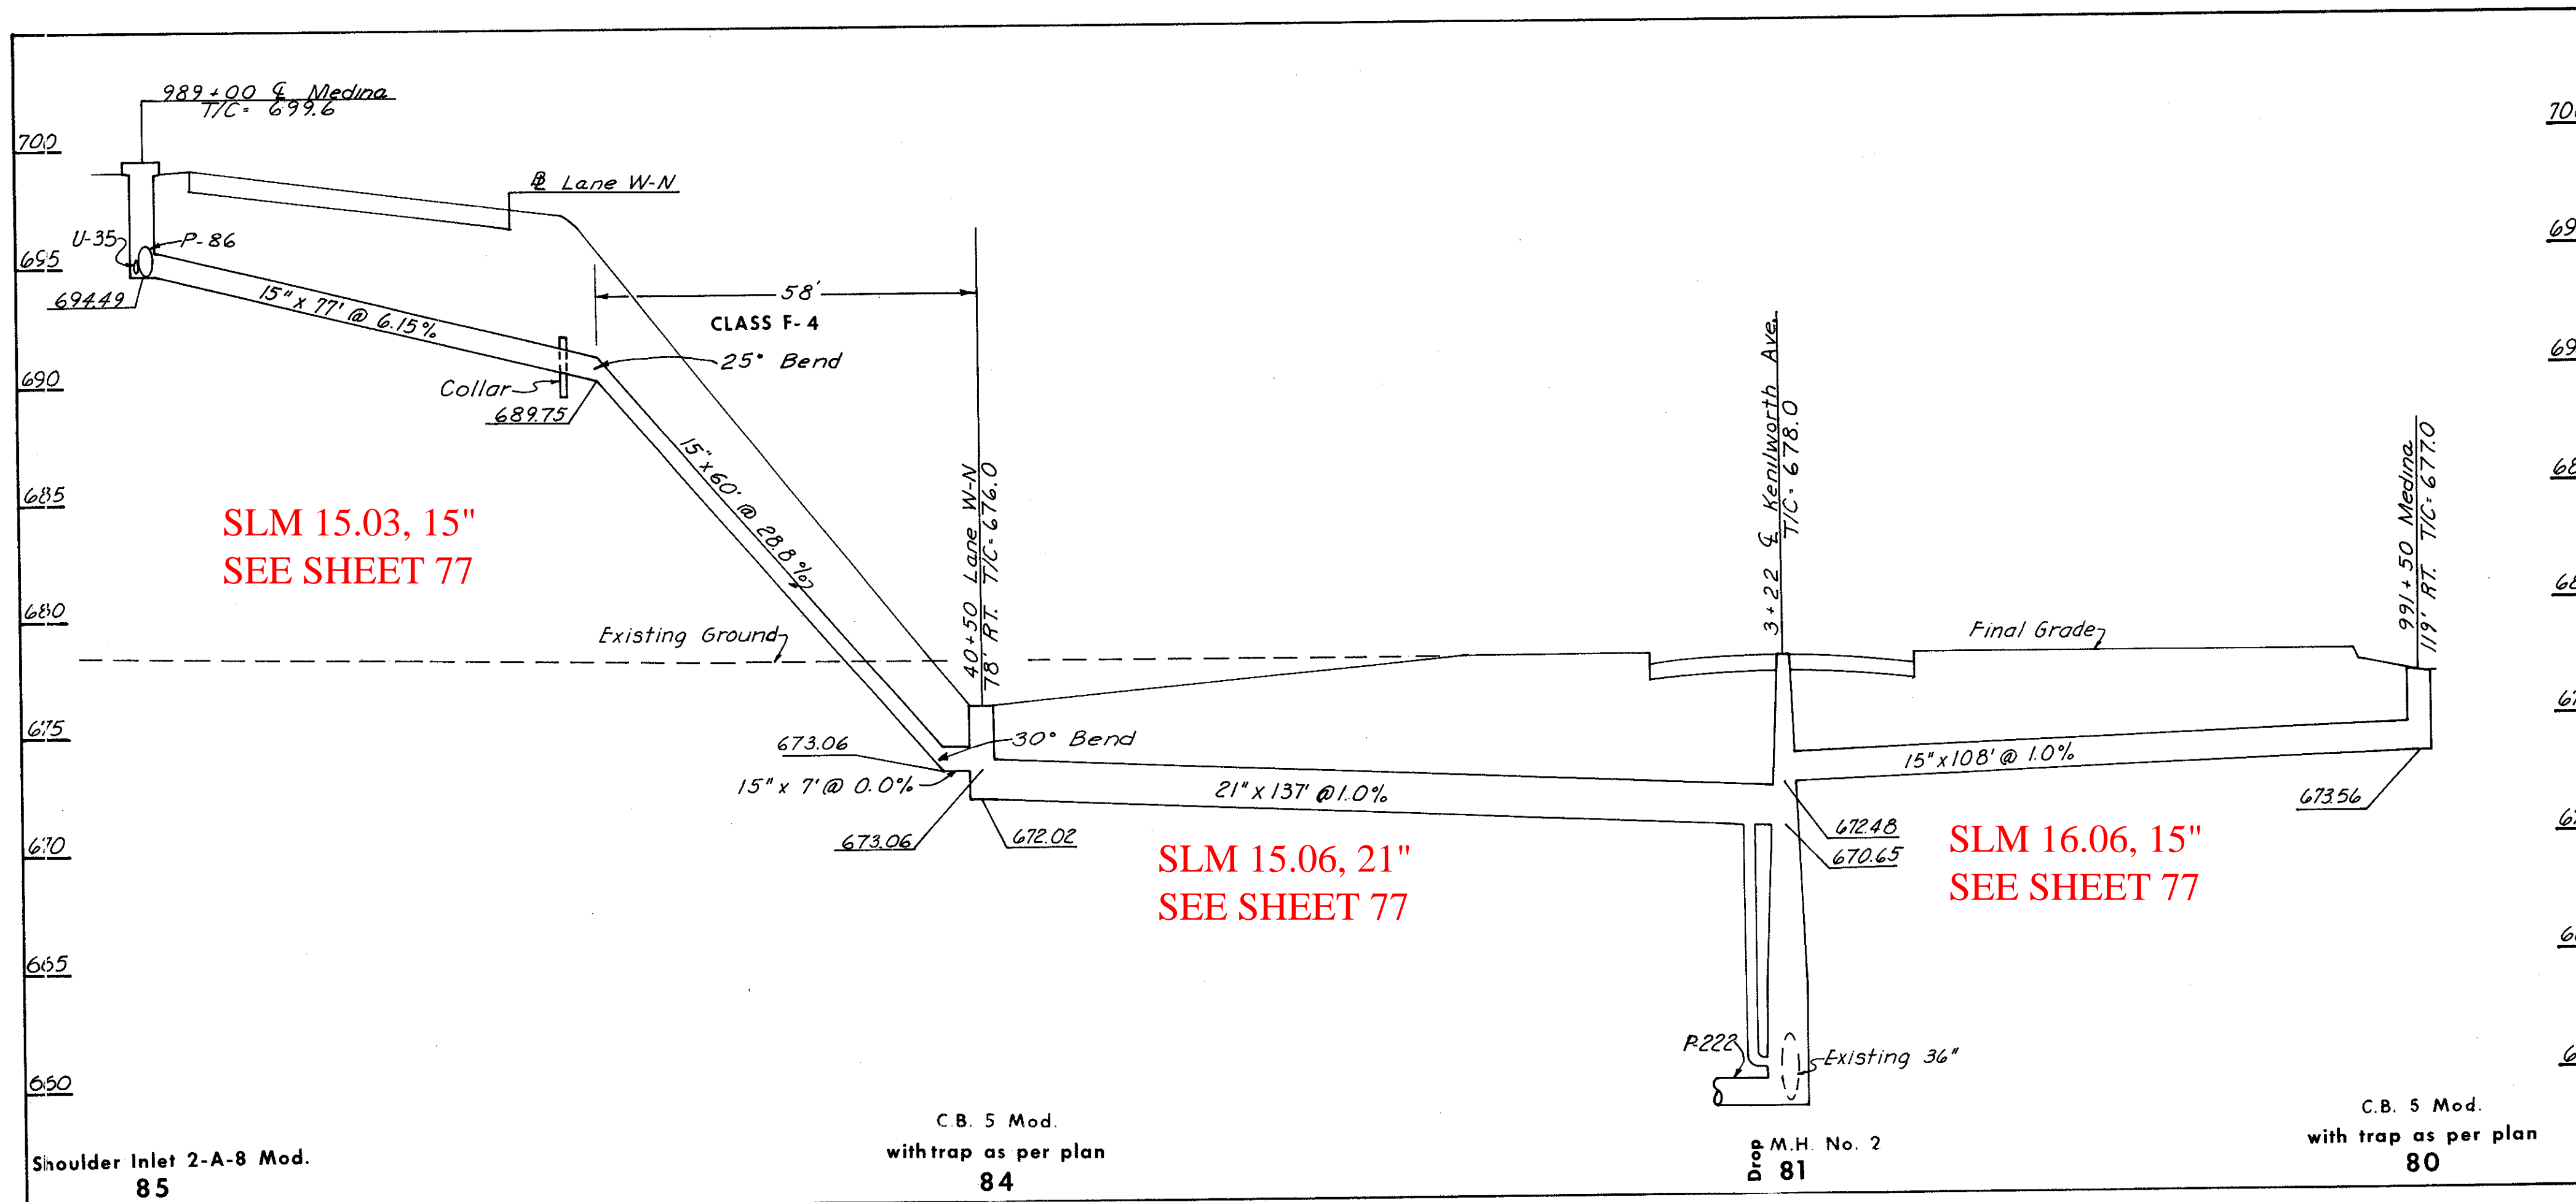 989+00 ℄ Medina
T/C= 699.6
700
695
690
685
680
675
670
665
660
℄ Lane W-N
U-35
P-86
694.49
15" x 77' @ 6.15%
58'
CLASS F-4
25° Bend
Collar
689.75
15" x 60' @ 28.8%
SLM 15.03, 15"
SEE SHEET 77
Existing Ground
40+50 Lane W-N
78' RT. T/C=676.0
673.06
30° Bend
15" x 7' @ 0.0%
673.06
672.02
21" x 137' @ 1.0%
SLM 15.06, 21"
SEE SHEET 77
3+22 ℄ Kenilworth Ave.
T/C= 678.0
Final Grade
15" x 108' @ 1.0%
672.48
670.65
SLM 16.06, 15"
SEE SHEET 77
991+50 Medina
119' RT. T/C=677.0
673.56
P-222
Existing 36"
Shoulder Inlet 2-A-8 Mod.
85
C.B. 5 Mod.
with trap as per plan
84
Drop M.H. No. 2
81
C.B. 5 Mod.
with trap as per plan
80